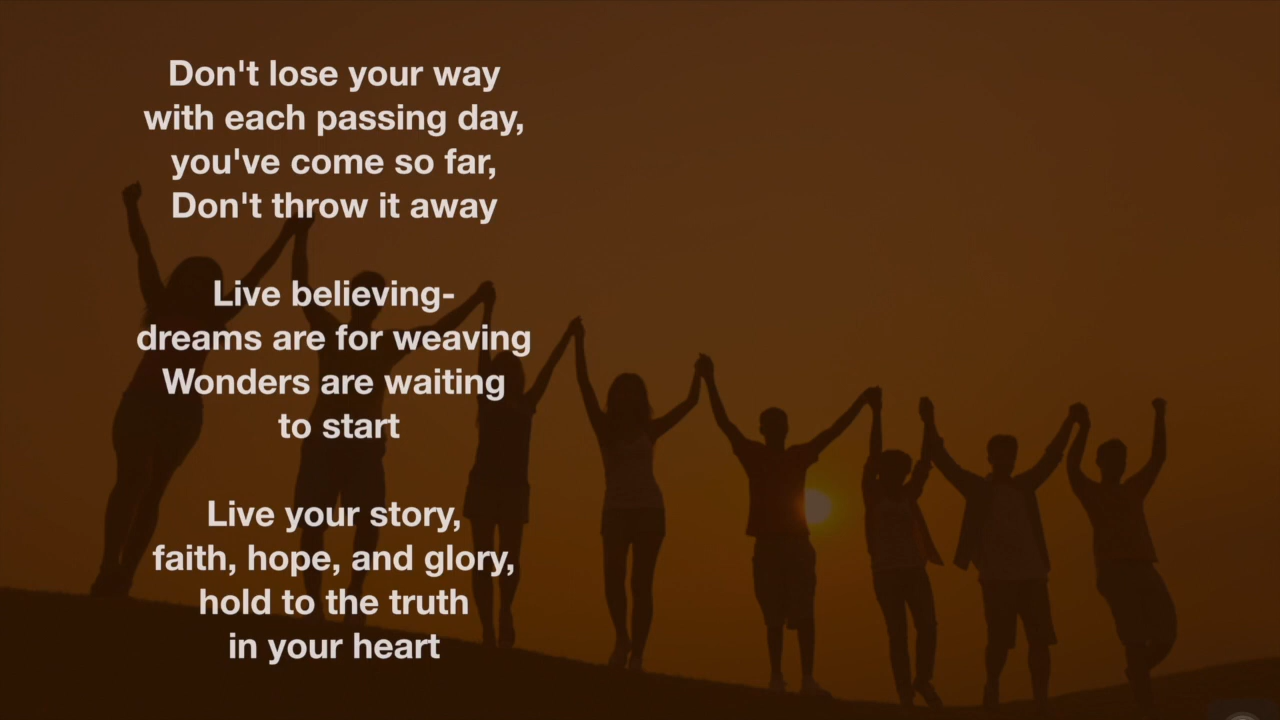 Don't lose your way
with each passing day,
you've come so far,
Don't throw it away
Live believing-
dreams are for weaving
Wonders are waiting
to start
Live your story,
faith, hope, and glory,
hold to the truth
in your heart